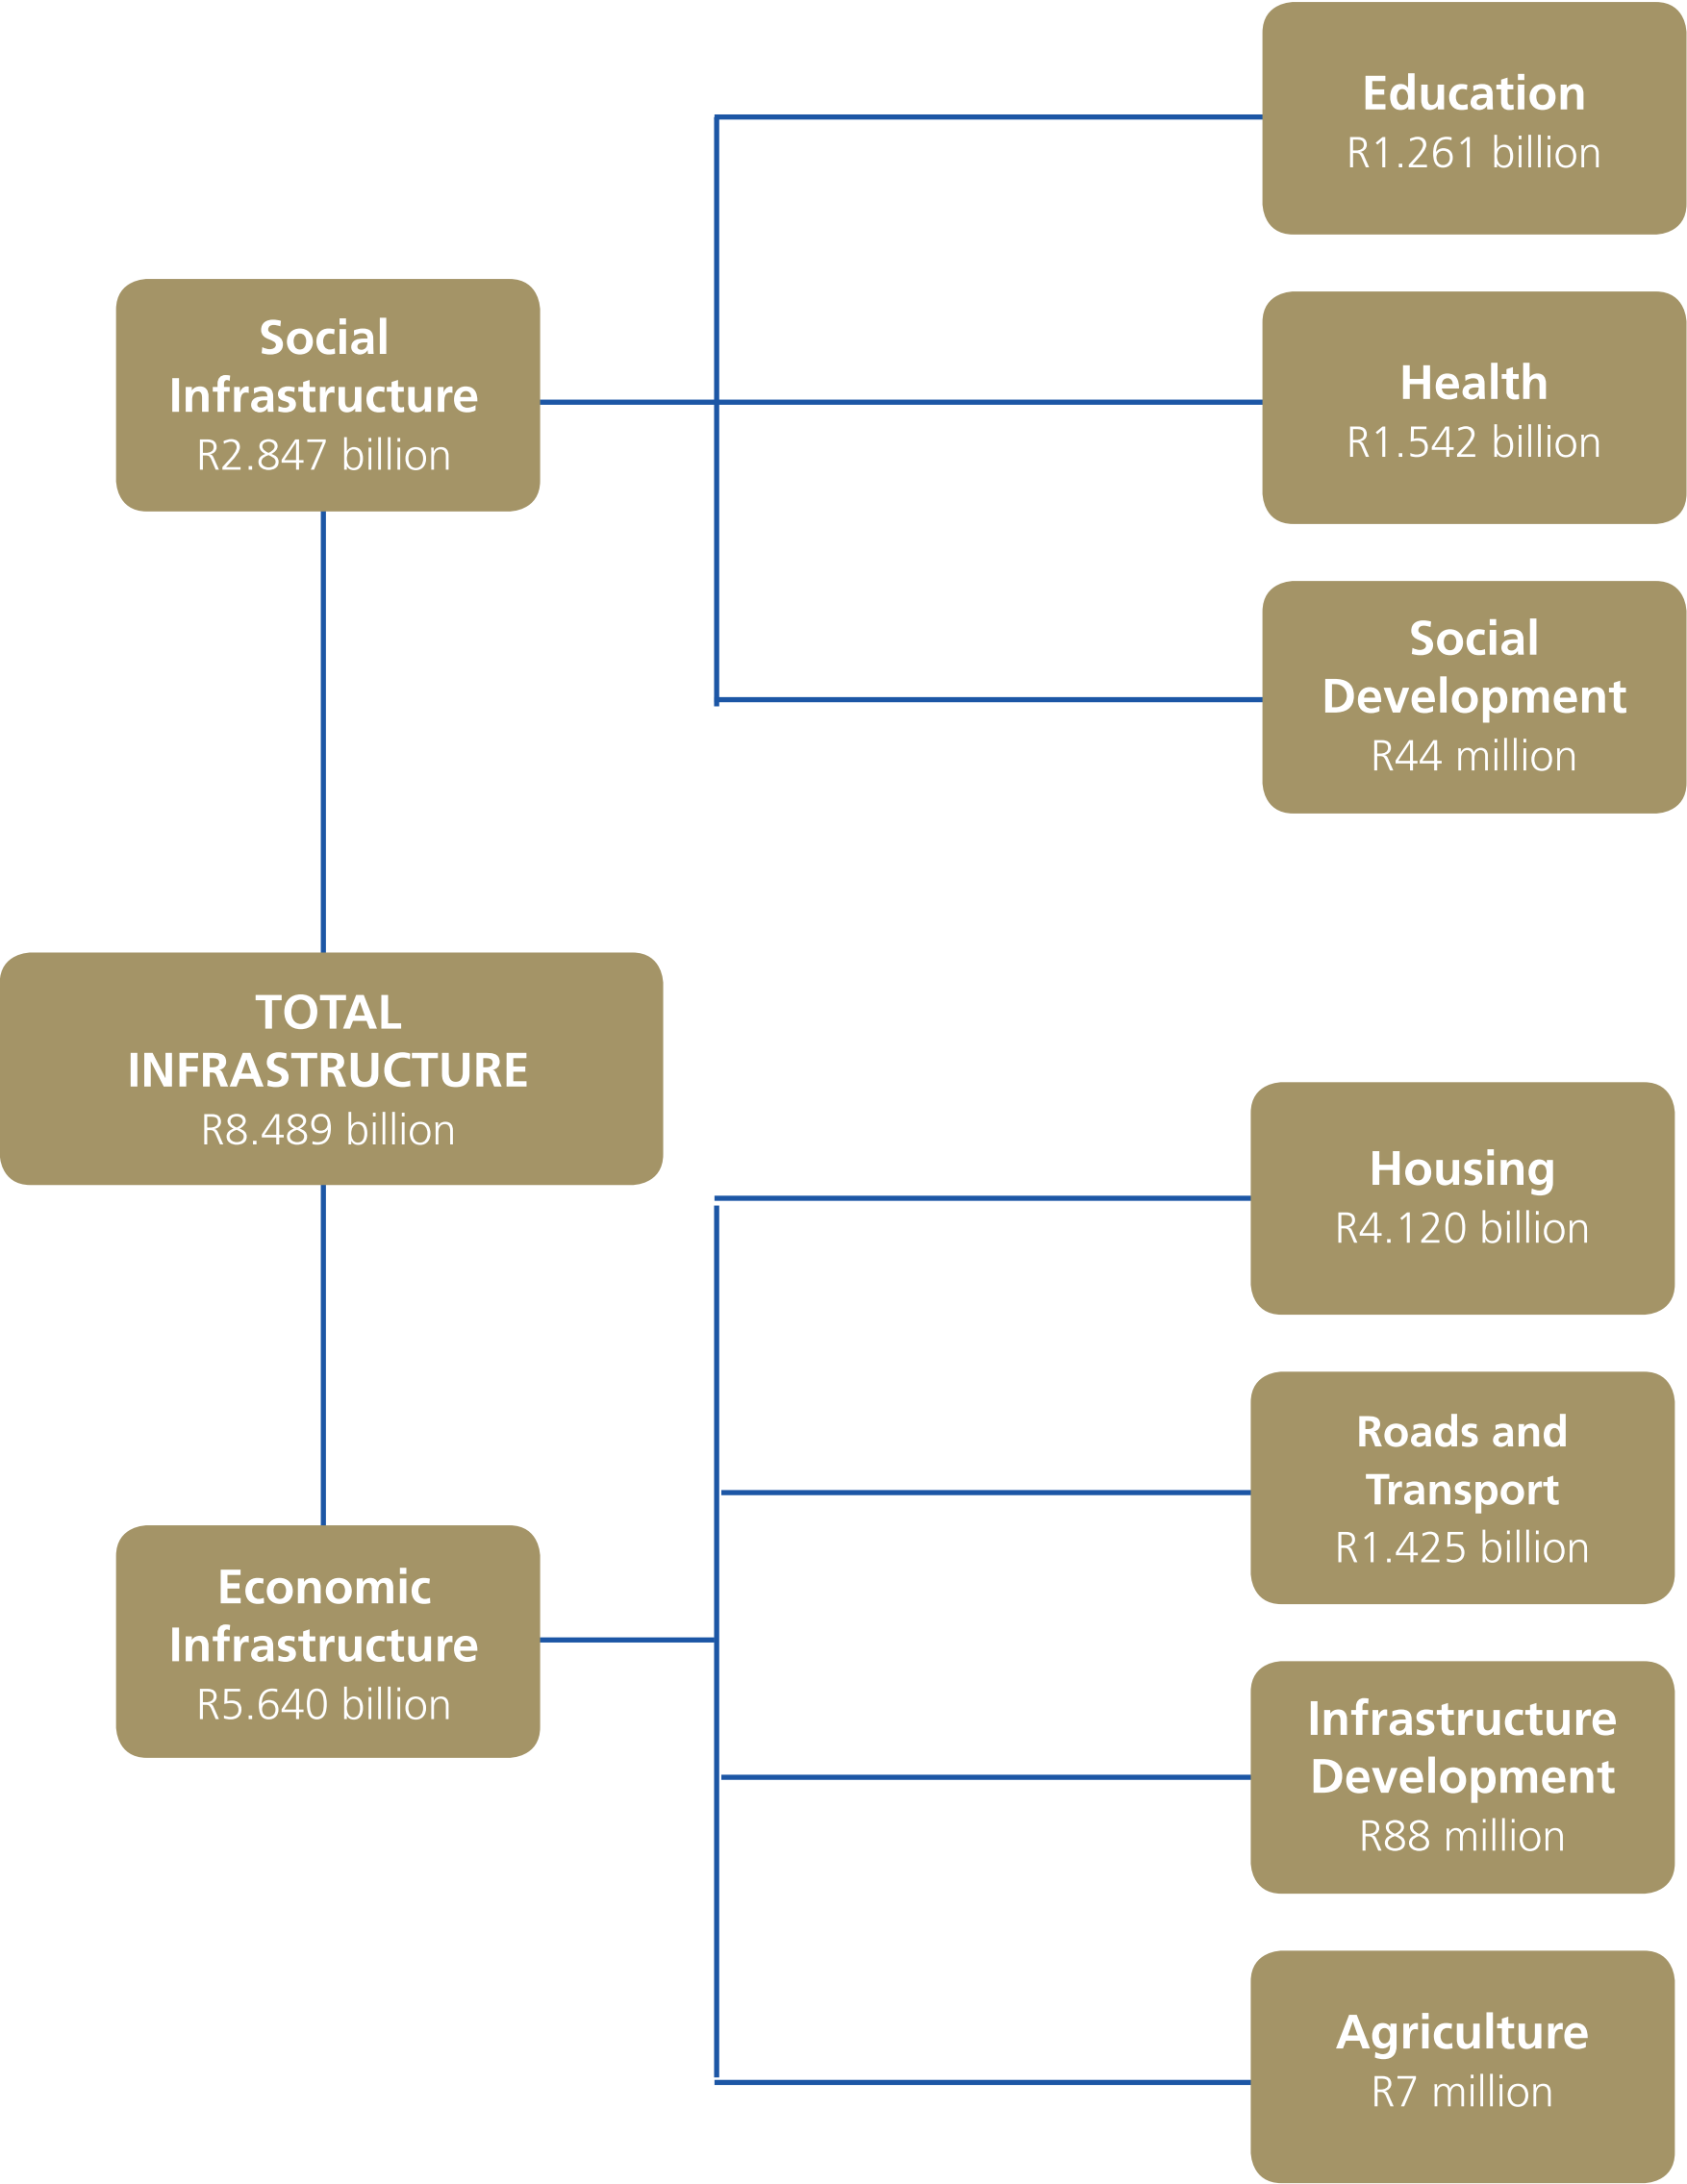 Education
R1.261 billion
Social
Infrastructure
R2.847 billion
Health
R1.542 billion
Social
Development
R44 million
TOTAL
INFRASTRUCTURE
R8.489 billion
Housing
R4.120 billion
Roads and
Transport
R1.425 billion
Economic
Infrastructure
R5.640 billion
Infrastructure
Development
R88 million
Agriculture
R7 million